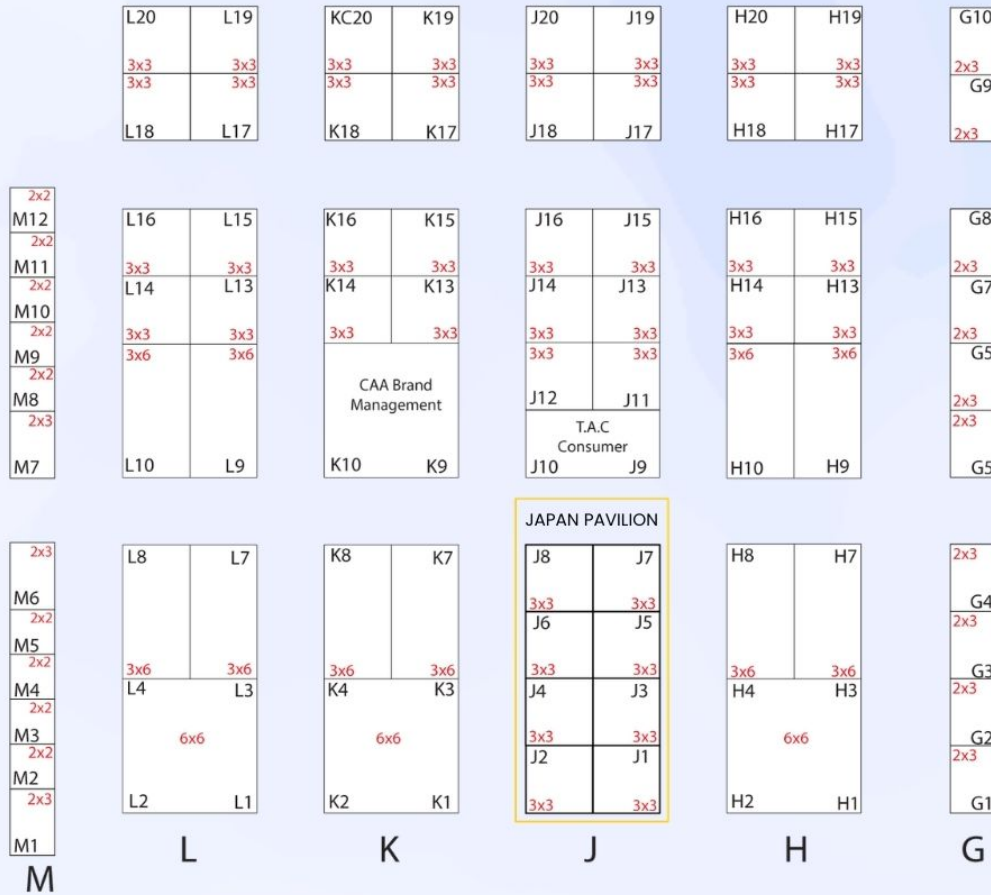 L20 L19 KC20 K19 J20 J19 H20 H19 G10
3x3 3x3 3x3 3x3 3x3 3x3 3x3 3x3 2x3
3x3 3x3 3x3 3x3 3x3 3x3 3x3 3x3 G9
L18 L17 K18 K17 J18 J17 H18 H17 2x3
2x2
M12 L16 L15 K16 K15 J16 J15 H16 H15 G8
2x2
M11 3x3 3x3 3x3 3x3 3x3 3x3 3x3 3x3 2x3
2x2 L14 L13 K14 K13 J14 J13 H14 H13 G7
M10
2x2 3x3 3x3 3x3 3x3 3x3 3x3 3x3 3x3 2x3
M9 3x6 3x6 3x3 3x3 3x6 3x6 G5
2x2
CAA Brand
Management
M8 J12 J11 2x3
2x3 2x3
T.A.C
Consumer
M7 L10 L9 K10 K9 J10 J9 H10 H9 G5
JAPAN PAVILION
2x3 L8 L7 K8 K7 J8 J7 H8 H7 2x3
M6 3x3 3x3 G4
2x2 J6 J5 2x3
M5
2x2 3x6 3x6 3x6 3x6 3x3 3x3 3x6 3x6 G3
M4 L4 L3 K4 K3 J4 J3 H4 H3 2x3
2x2
M3 6x6 6x6 3x3 3x3 6x6 G2
2x2 J2 J1 2x3
M2
2x3 L2 L1 K2 K1 3x3 3x3 H2 H1 G1
M1
L K J H G
M